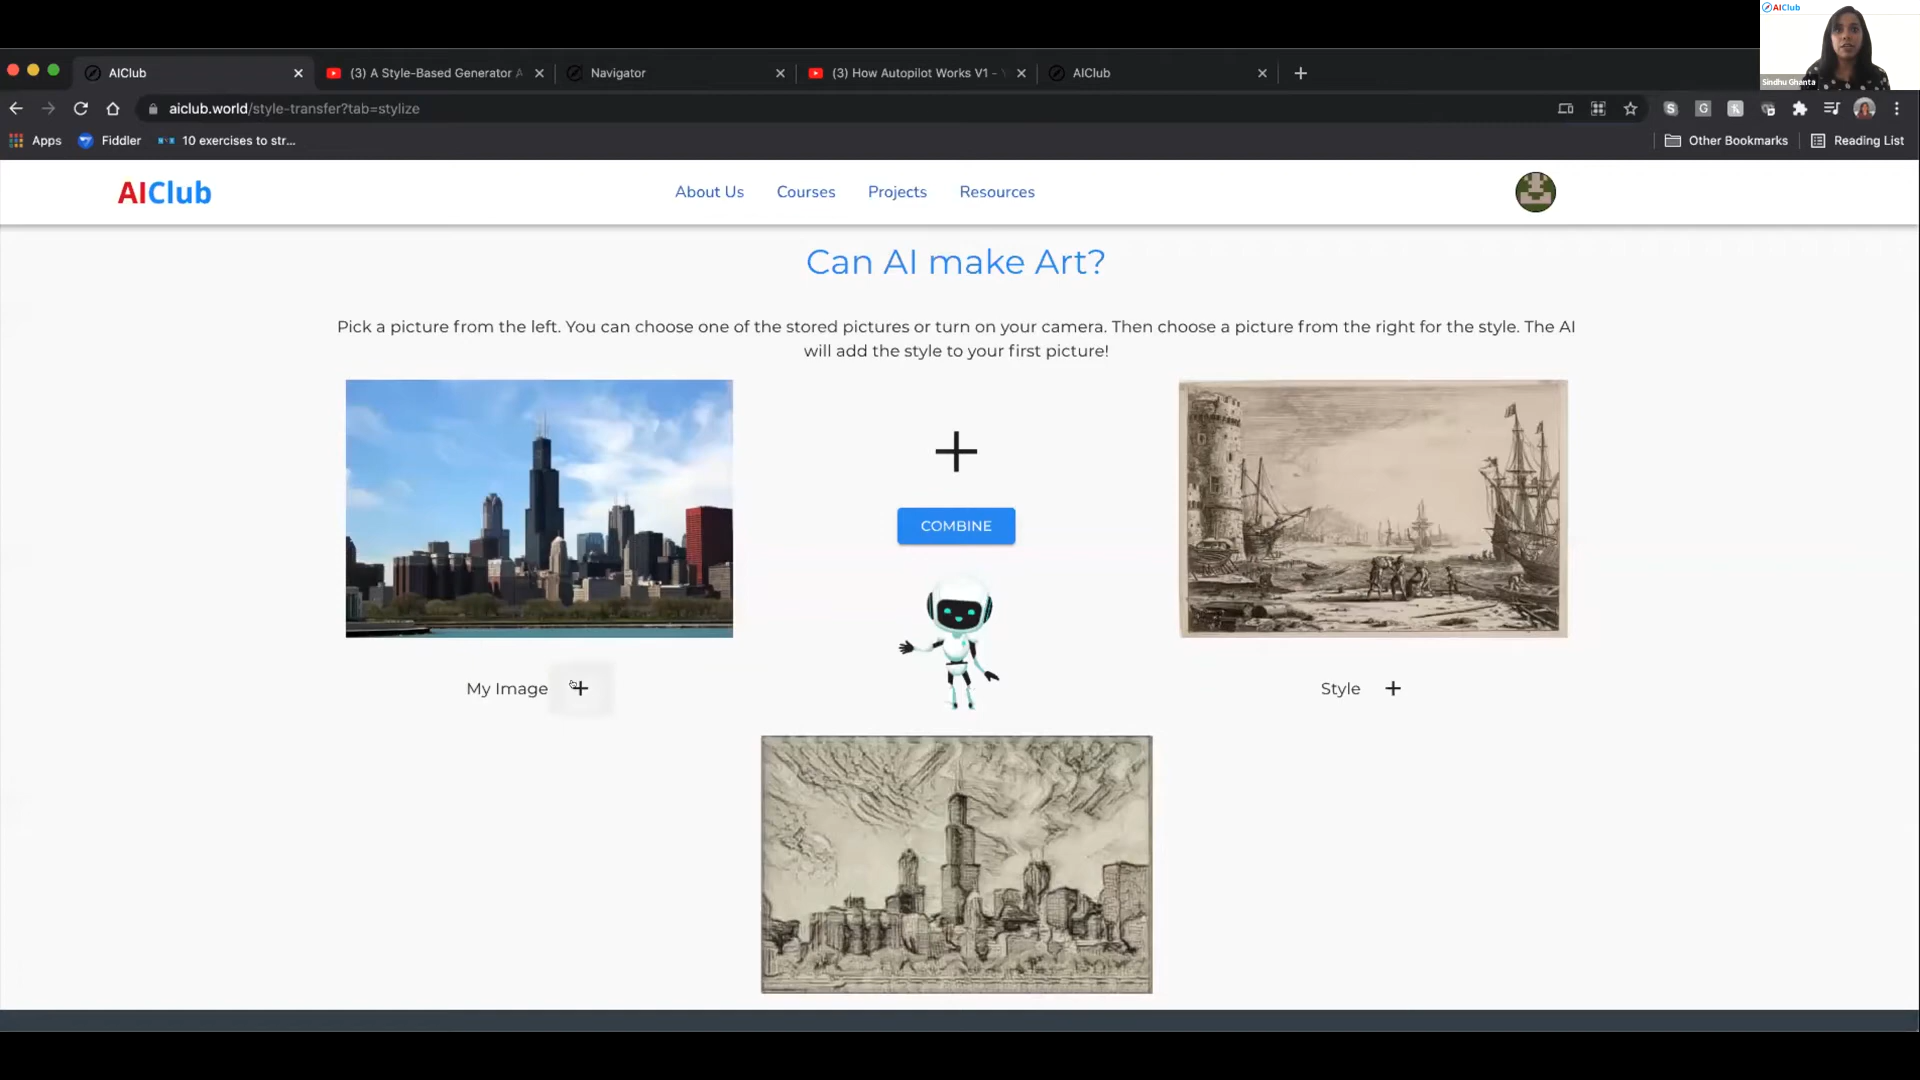 AIClub
Sindhu Ghanta
AIClub
(3) A Style-Based Generator A
Navigator
(3) How Autopilot Works V1 -
AIClub
aiclub.world/style-transfer?tab=stylize
Apps
Fiddler
10 exercises to str...
Other Bookmarks
Reading List
AIClub
About Us
Courses
Projects
Resources
Can AI make Art?
Pick a picture from the left. You can choose one of the stored pictures or turn on your camera. Then choose a picture from the right for the style. The AI
will add the style to your first picture!
COMBINE
My Image
Style